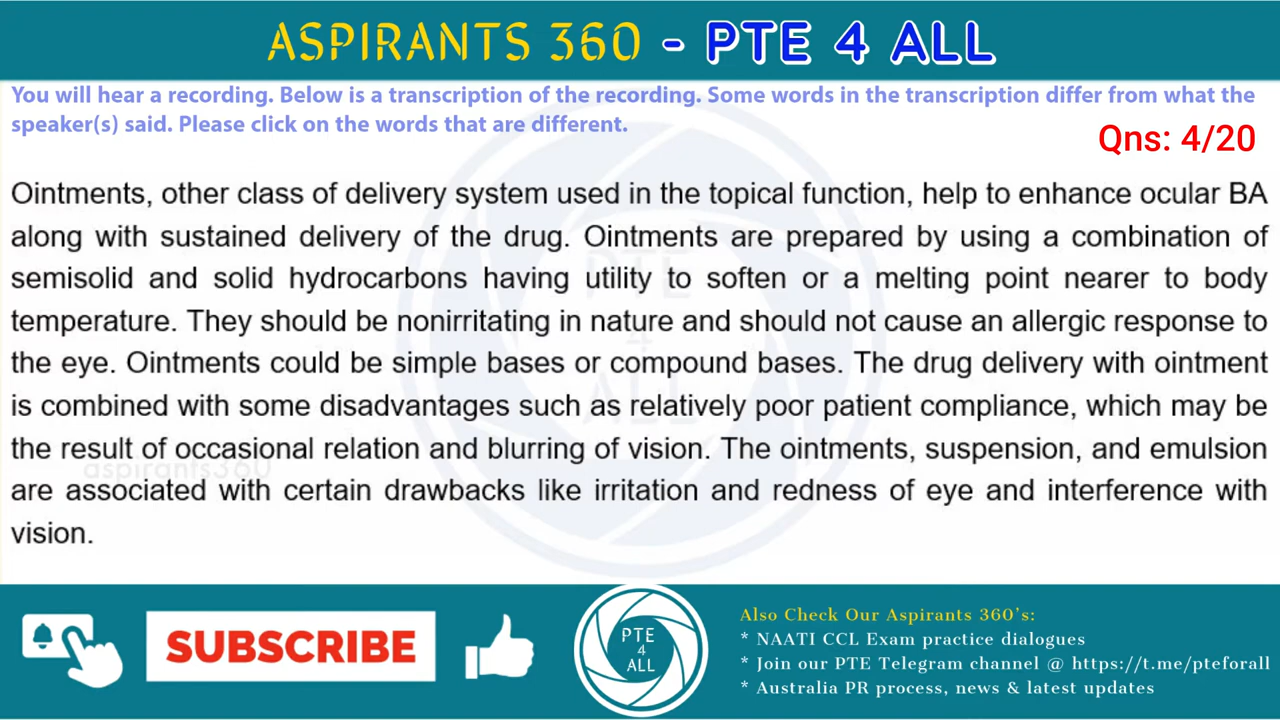 ASPIRANTS 360 - PTE 4 ALL
You will hear a recording. Below is a transcription of the recording. Some words in the transcription differ from what the
speaker(s) said. Please click on the words that are different.
Qns: 4/20
Ointments, other class of delivery system used in the topical function, help to enhance ocular BA
along with sustained delivery of the drug. Ointments are prepared by using a combination of
semisolid and solid hydrocarbons having utility to soften or a melting point nearer to body
temperature. They should be nonirritating in nature and should not cause an allergic response to
the eye. Ointments could be simple bases or compound bases. The drug delivery with ointment
is combined with some disadvantages such as relatively poor patient compliance, which may be
the result of occasional relation and blurring of vision. The ointments, suspension, and emulsion
are associated with certain drawbacks like irritation and redness of eye and interference with
vision.
PTE
4
ALL
aspirants360
SUBSCRIBE
PTE
4
ALL
Also Check Our Aspirants 360's:
* NAATI CCL Exam practice dialogues
* Join our PTE Telegram channel @ https://t.me/pteforall
* Australia PR process, news & latest updates